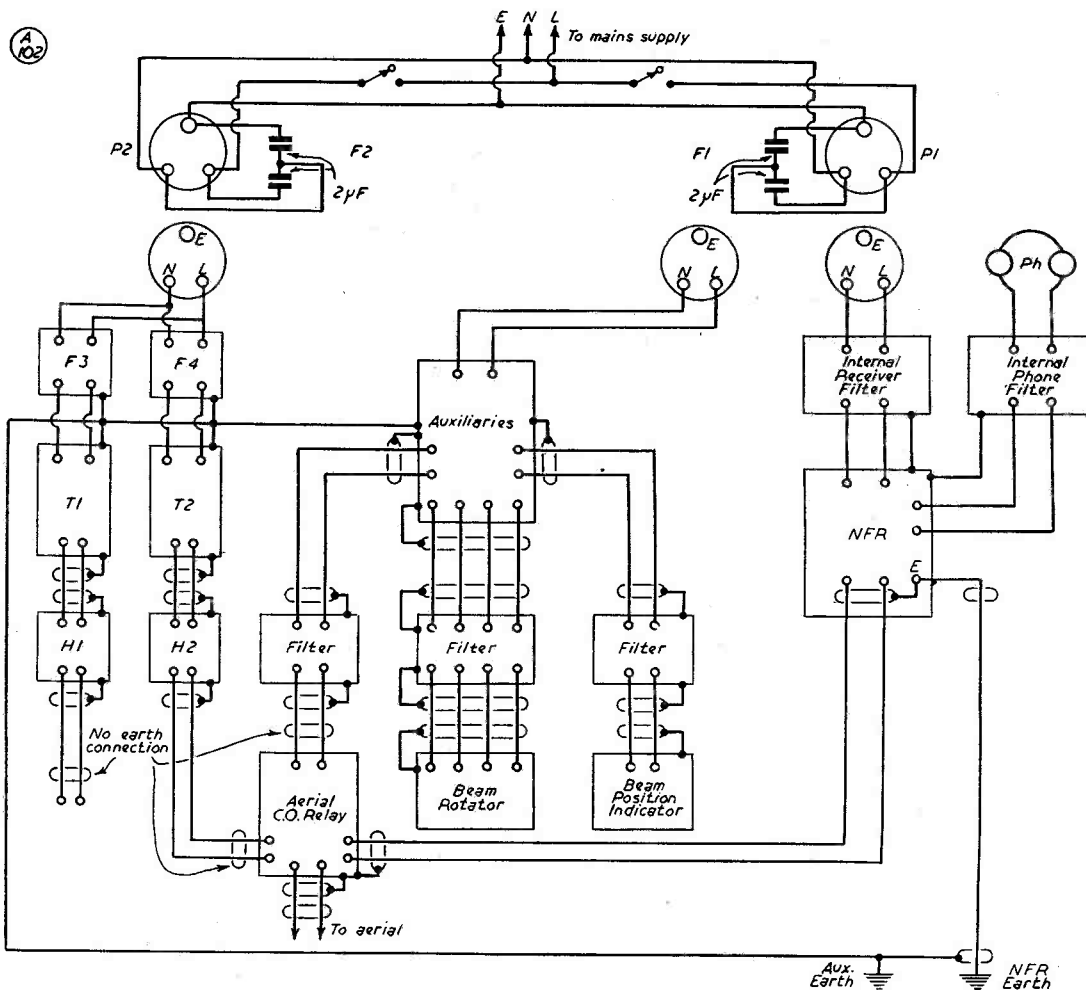 A
102
E N L
To mains supply
P2
F2
2µF
F1
2µF
P1
E
N L
E
N L
E
N L
Ph
F3
F4
Internal
Receiver
Filter
Internal
Phone
Filter
Auxiliaries
T1
T2
NFR
E
H1
H2
Filter
Filter
Filter
No earth
connection
Aerial
C.O. Relay
Beam
Rotator
Beam
Position
Indicator
To aerial
Aux.
Earth
NFR
Earth